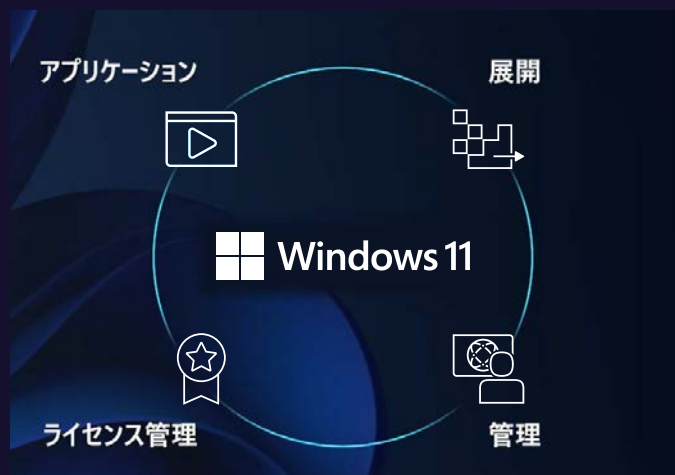 アプリケーション
展開
Windows 11
ライセンス管理
管理